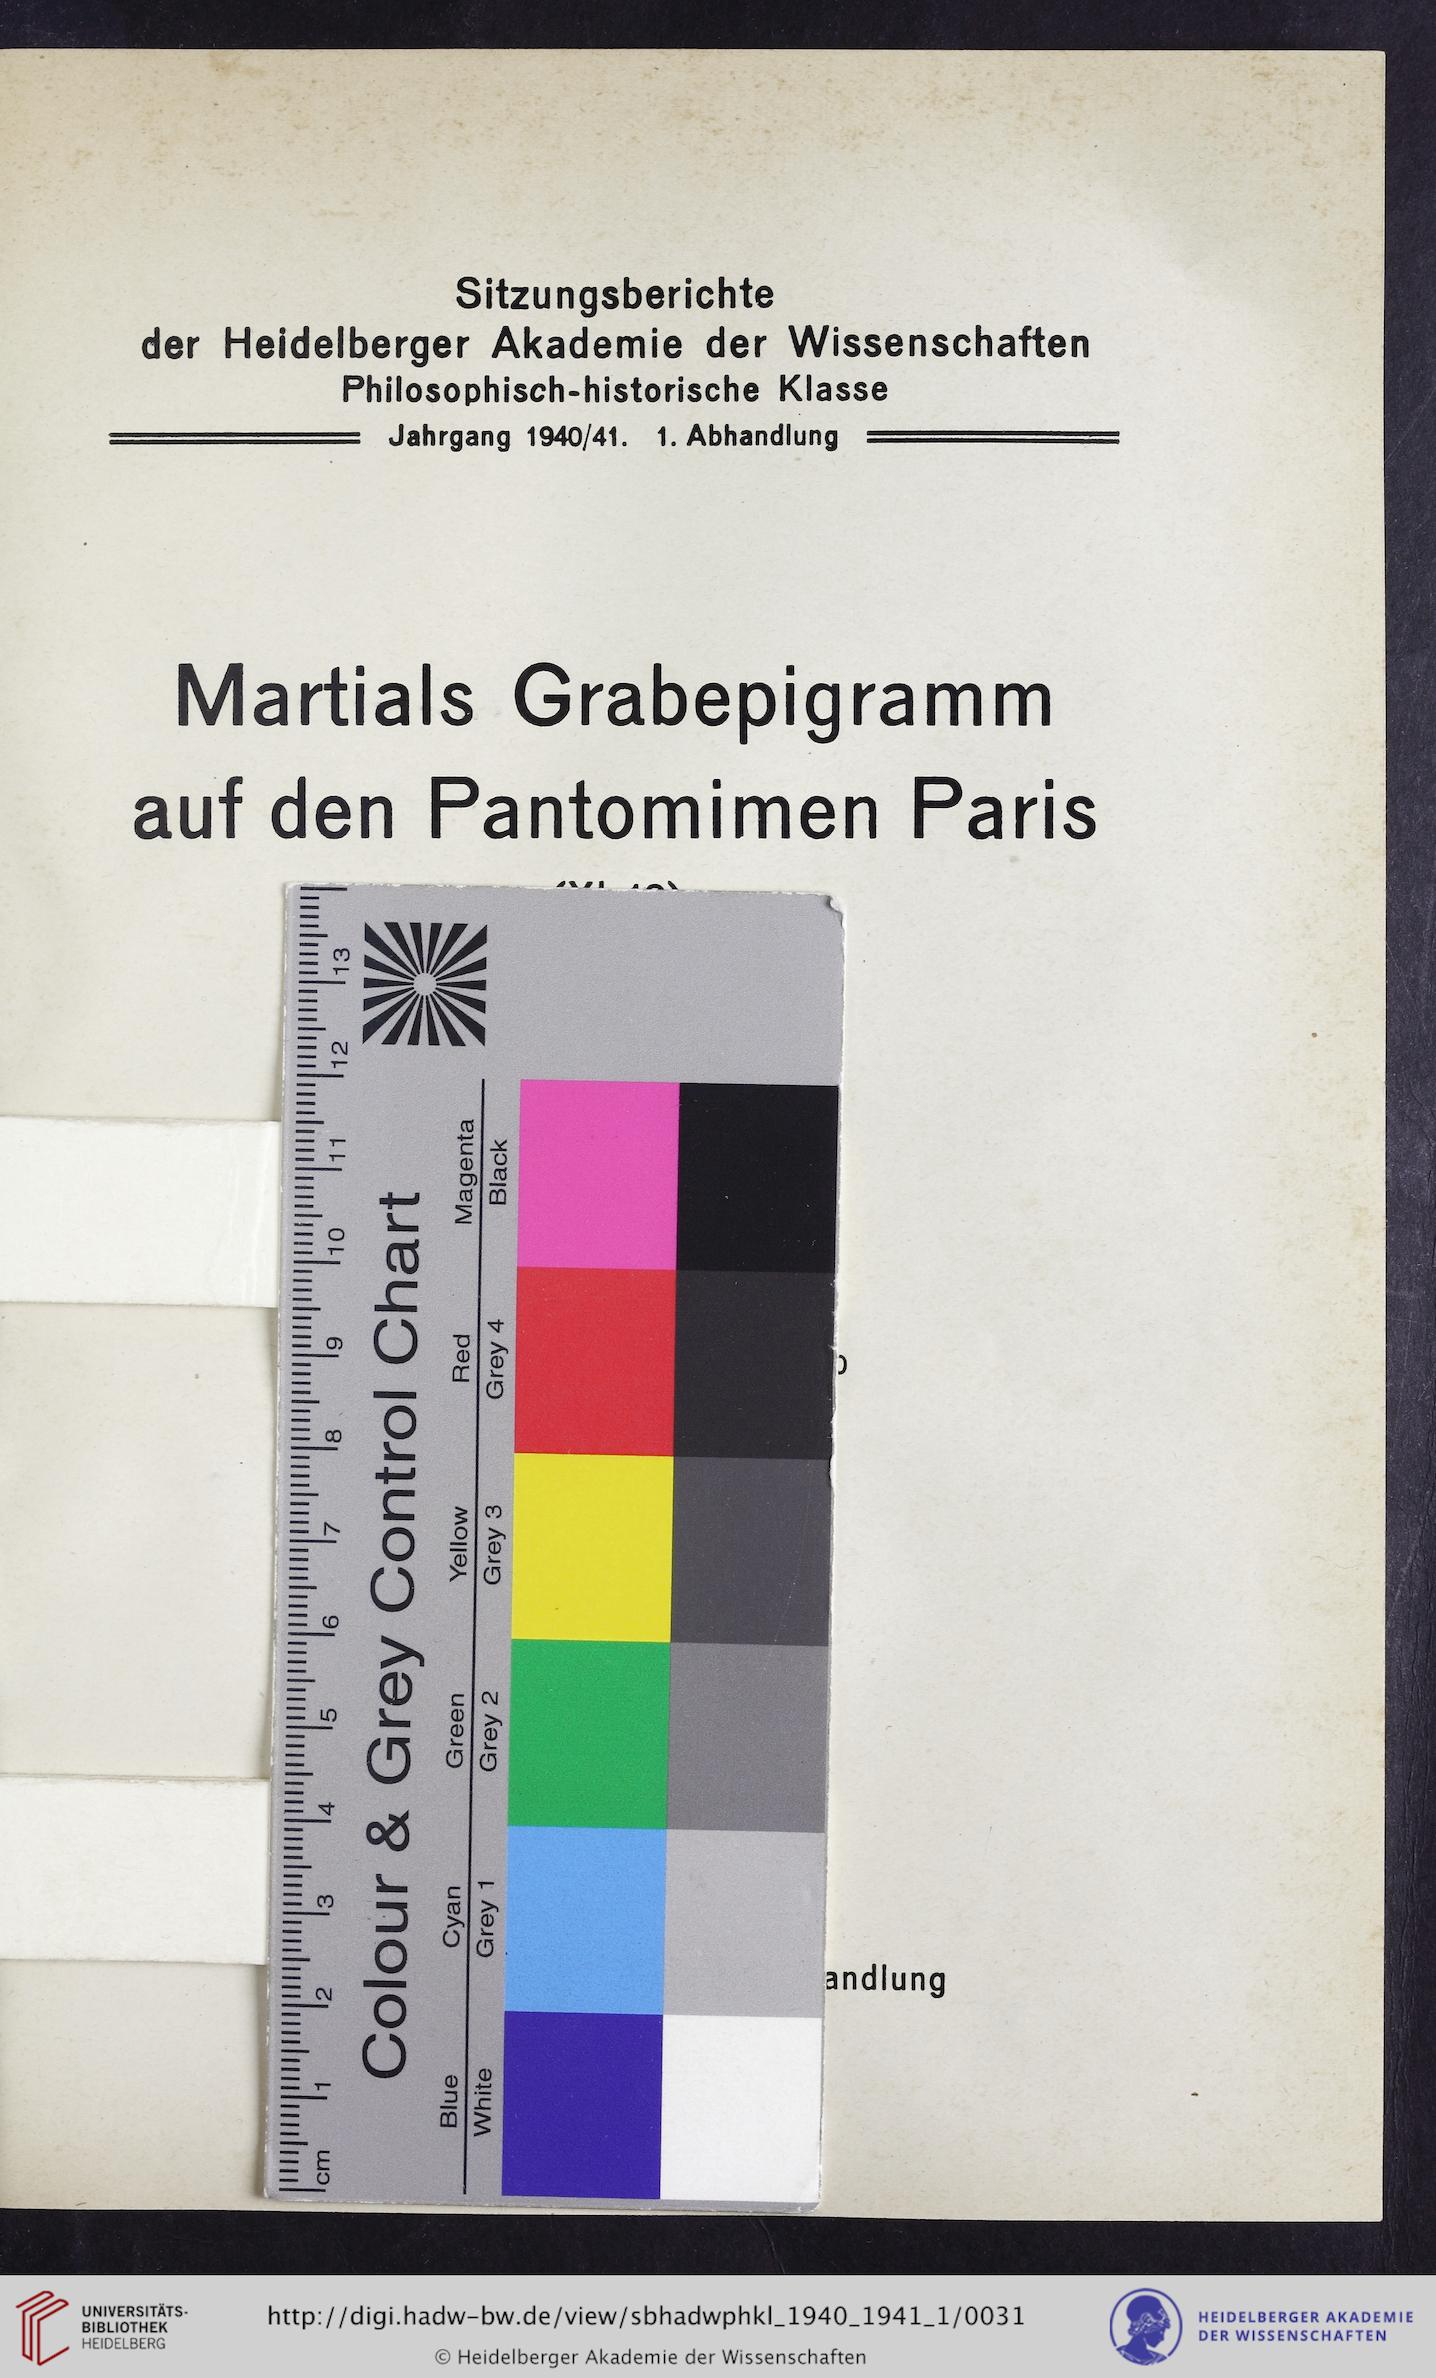 Sitzungsberichte
der Heidelberger Akademie der Wissenschaften
Philosophisch-historische Klasse
Jahrgang 1940/41. 1. Abhandlung
Martials Grabepigramm
auf den Pantomimen Paris
andlung
Colour & Grey Control Chart
Magenta
Red
Yellow
Green
Cyan
Blue
Black
Grey 4
Grey 3
Grey 2
Grey 1
White
13
12
11
10
9
8
7
6
5
4
3
2
1
cm
UNIVERSITÄTS-
BIBLIOTHEK
HEIDELBERG
http://digi.hadw-bw.de/view/sbhadwphkl_1940_1941_1/0031
© Heidelberger Akademie der Wissenschaften
HEIDELBERGER AKADEMIE
DER WISSENSCHAFTEN